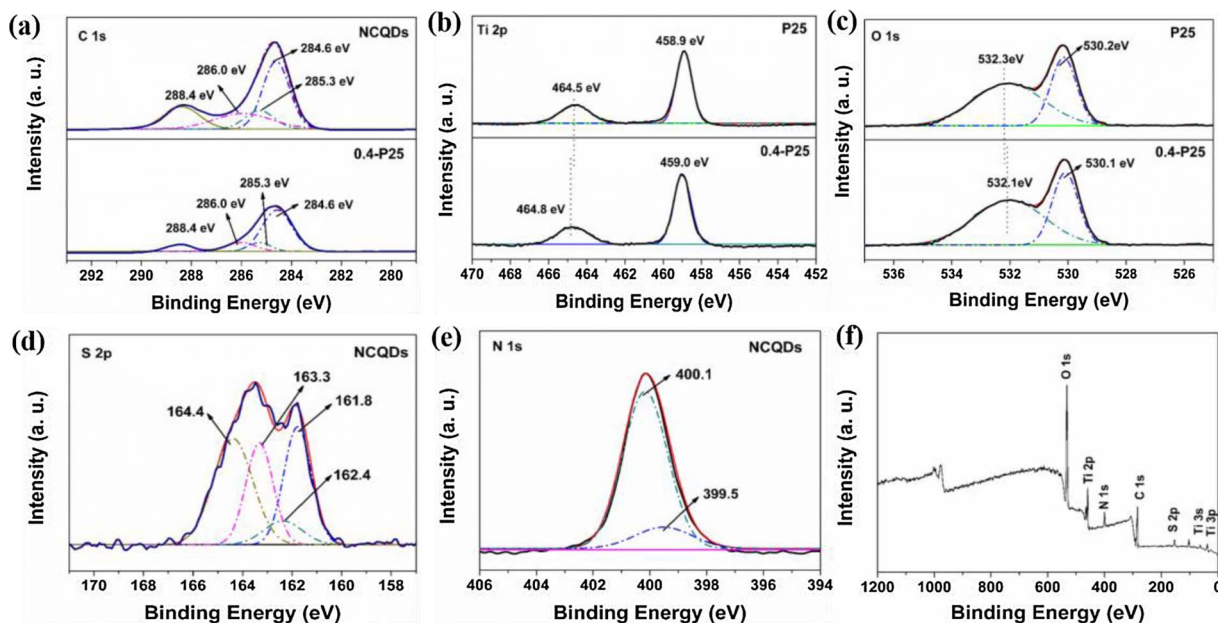 (a)
C 1s
NCQDs
284.6 eV
286.0 eV
285.3 eV
288.4 eV
0.4-P25
285.3 eV
286.0 eV
288.4 eV
284.6 eV
292 290 288 286 284 282 280
Binding Energy (eV)
Intensity (a. u.)
(b)
Ti 2p
P25
458.9 eV
464.5 eV
0.4-P25
459.0 eV
464.8 eV
468 466 464 462 460 458 456 454 452
Binding Energy (eV)
Intensity (a. u.)
(c)
O 1s
P25
532.3eV
530.2eV
0.4-P25
532.1eV
530.1 eV
536 534 532 530 528 526
Binding Energy (eV)
Intensity (a. u.)
(d)
S 2p
NCQDs
163.3
164.4
161.8
162.4
170 168 166 164 162 160 158
Binding Energy (eV)
Intensity (a. u.)
(e)
N 1s
NCQDs
400.1
399.5
406 404 402 400 398 396 394
Binding Energy (eV)
Intensity (a. u.)
(f)
O 1s
Ti 2p
N 1s
C 1s
S 2p
Ti 3s
Ti 3p
1200 1000 800 600 400 200 0
Binding Energy (eV)
Intensity (a. u.)